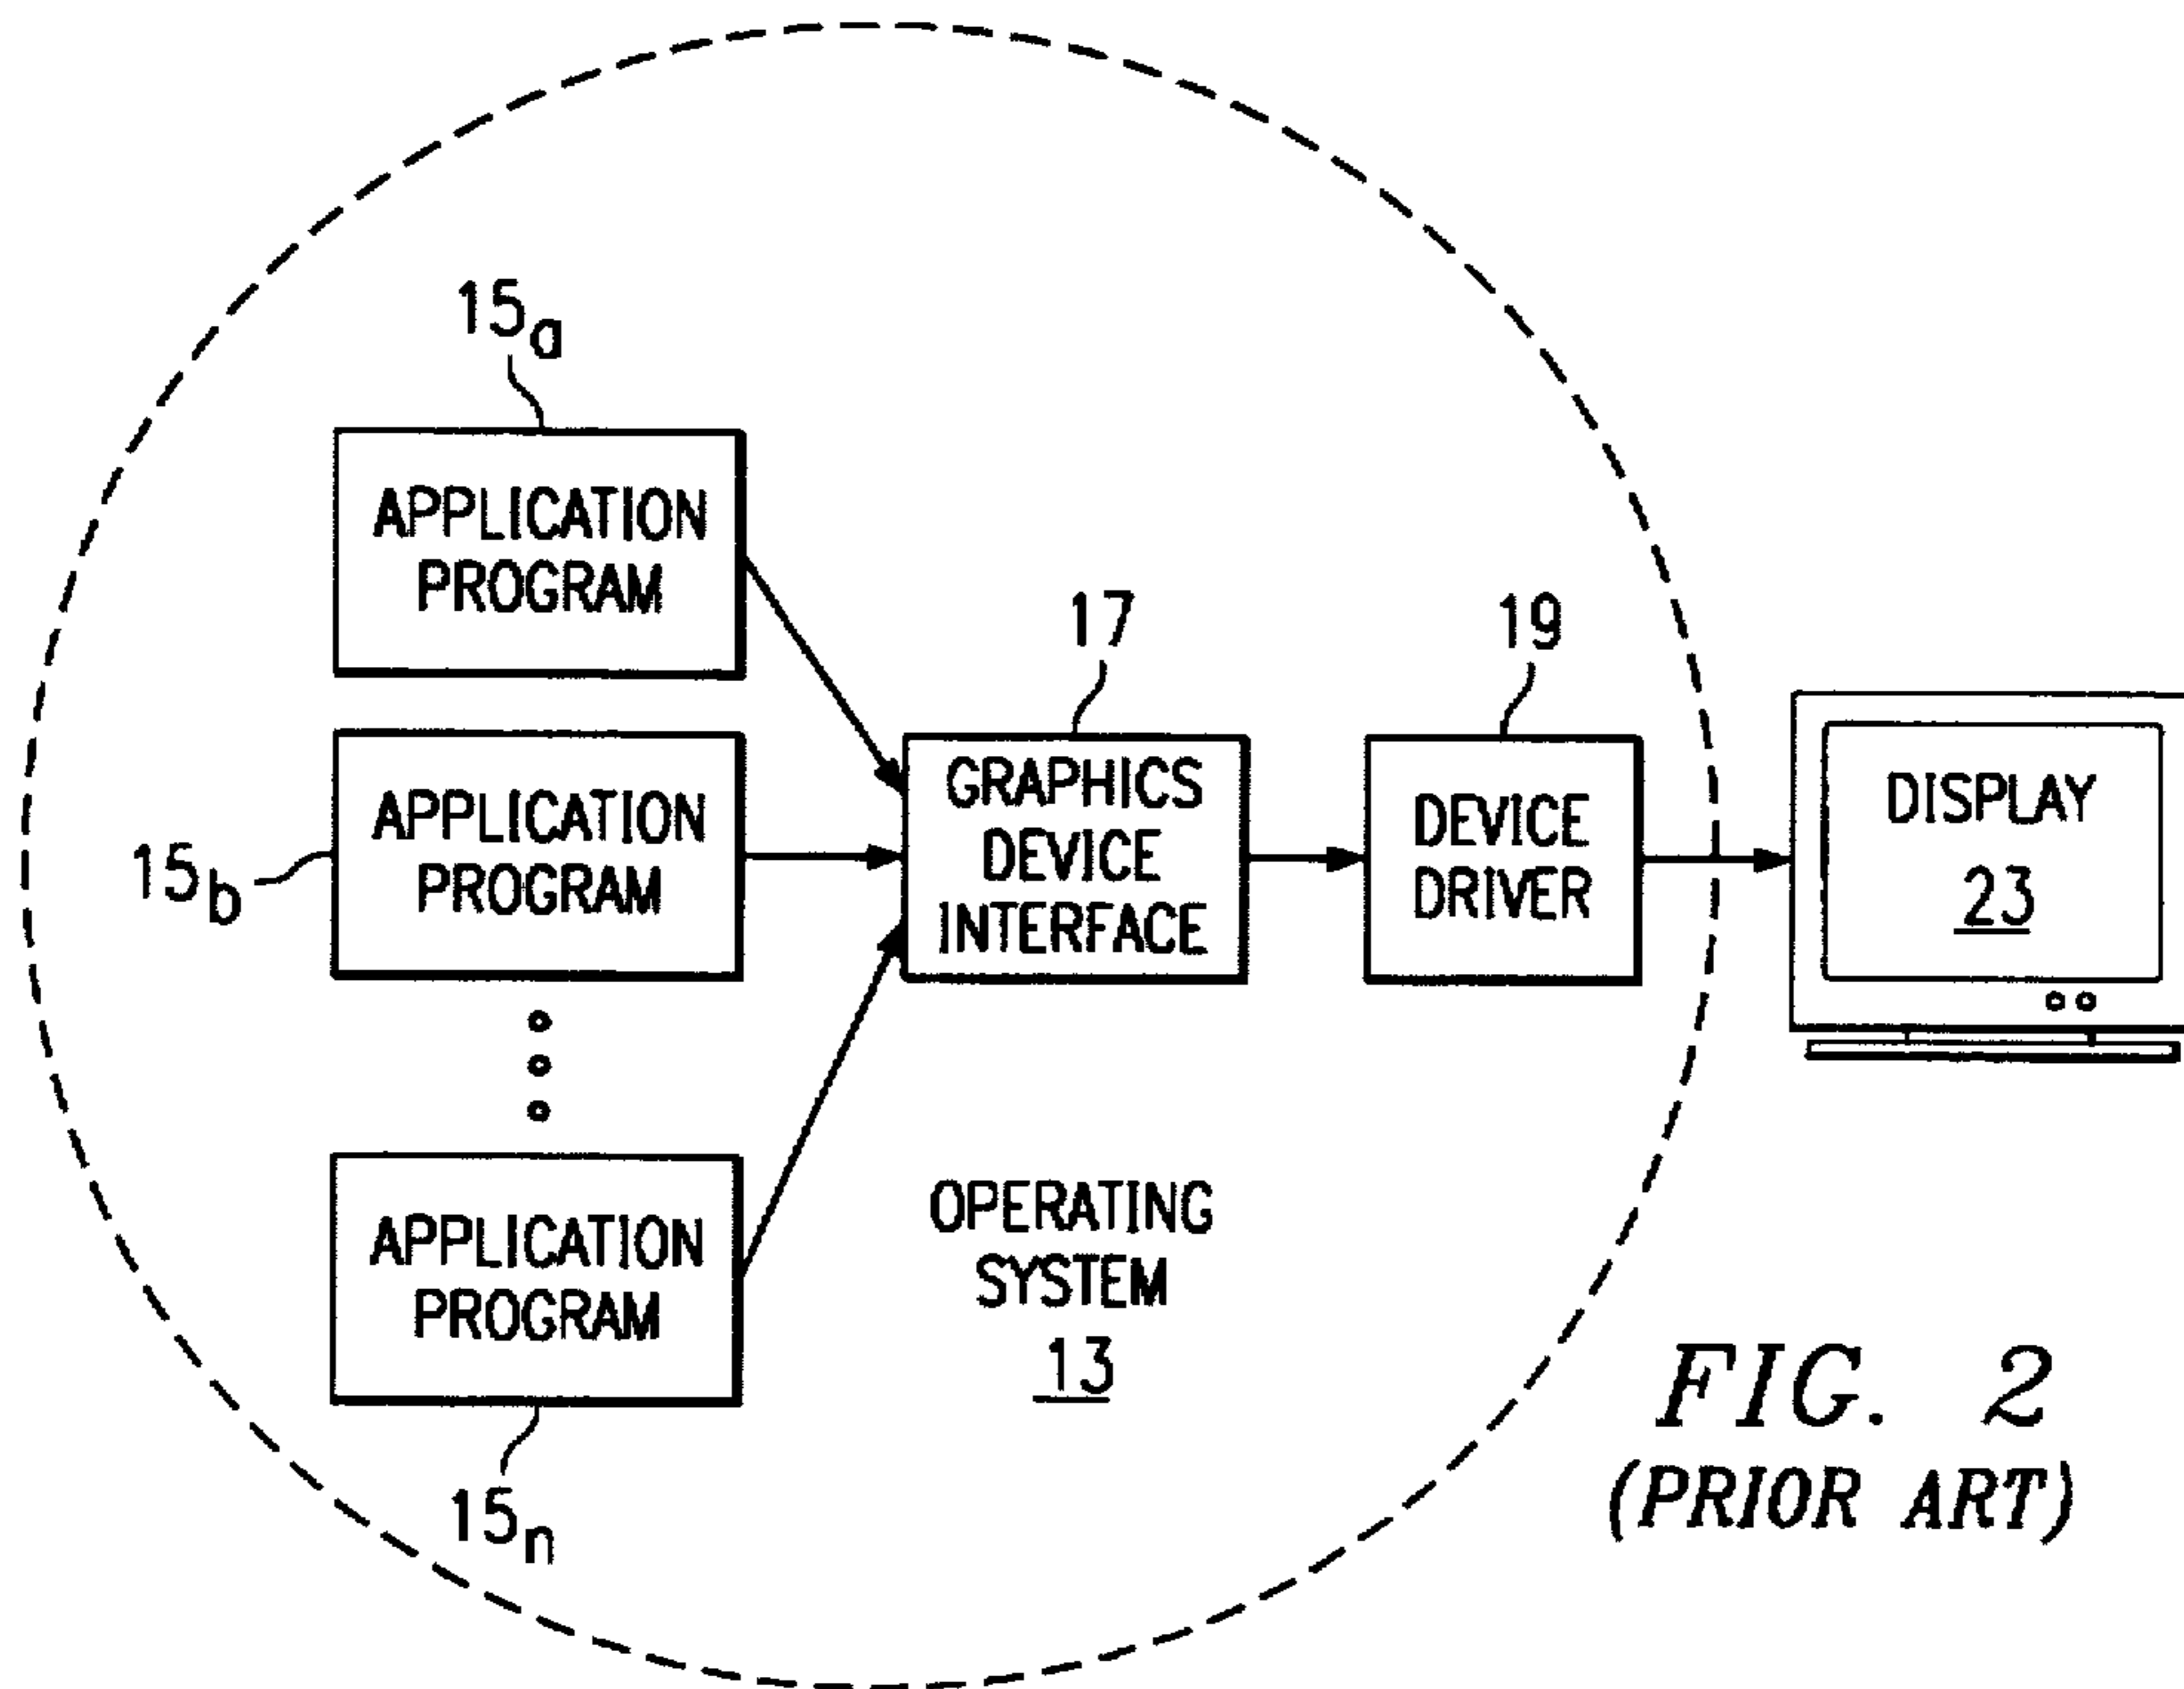 15a
APPLICATION
PROGRAM
15b
APPLICATION
PROGRAM
APPLICATION
PROGRAM
15n
17
GRAPHICS
DEVICE
INTERFACE
19
DEVICE
DRIVER
DISPLAY
23
OPERATING
SYSTEM
13
FIG. 2
(PRIOR ART)